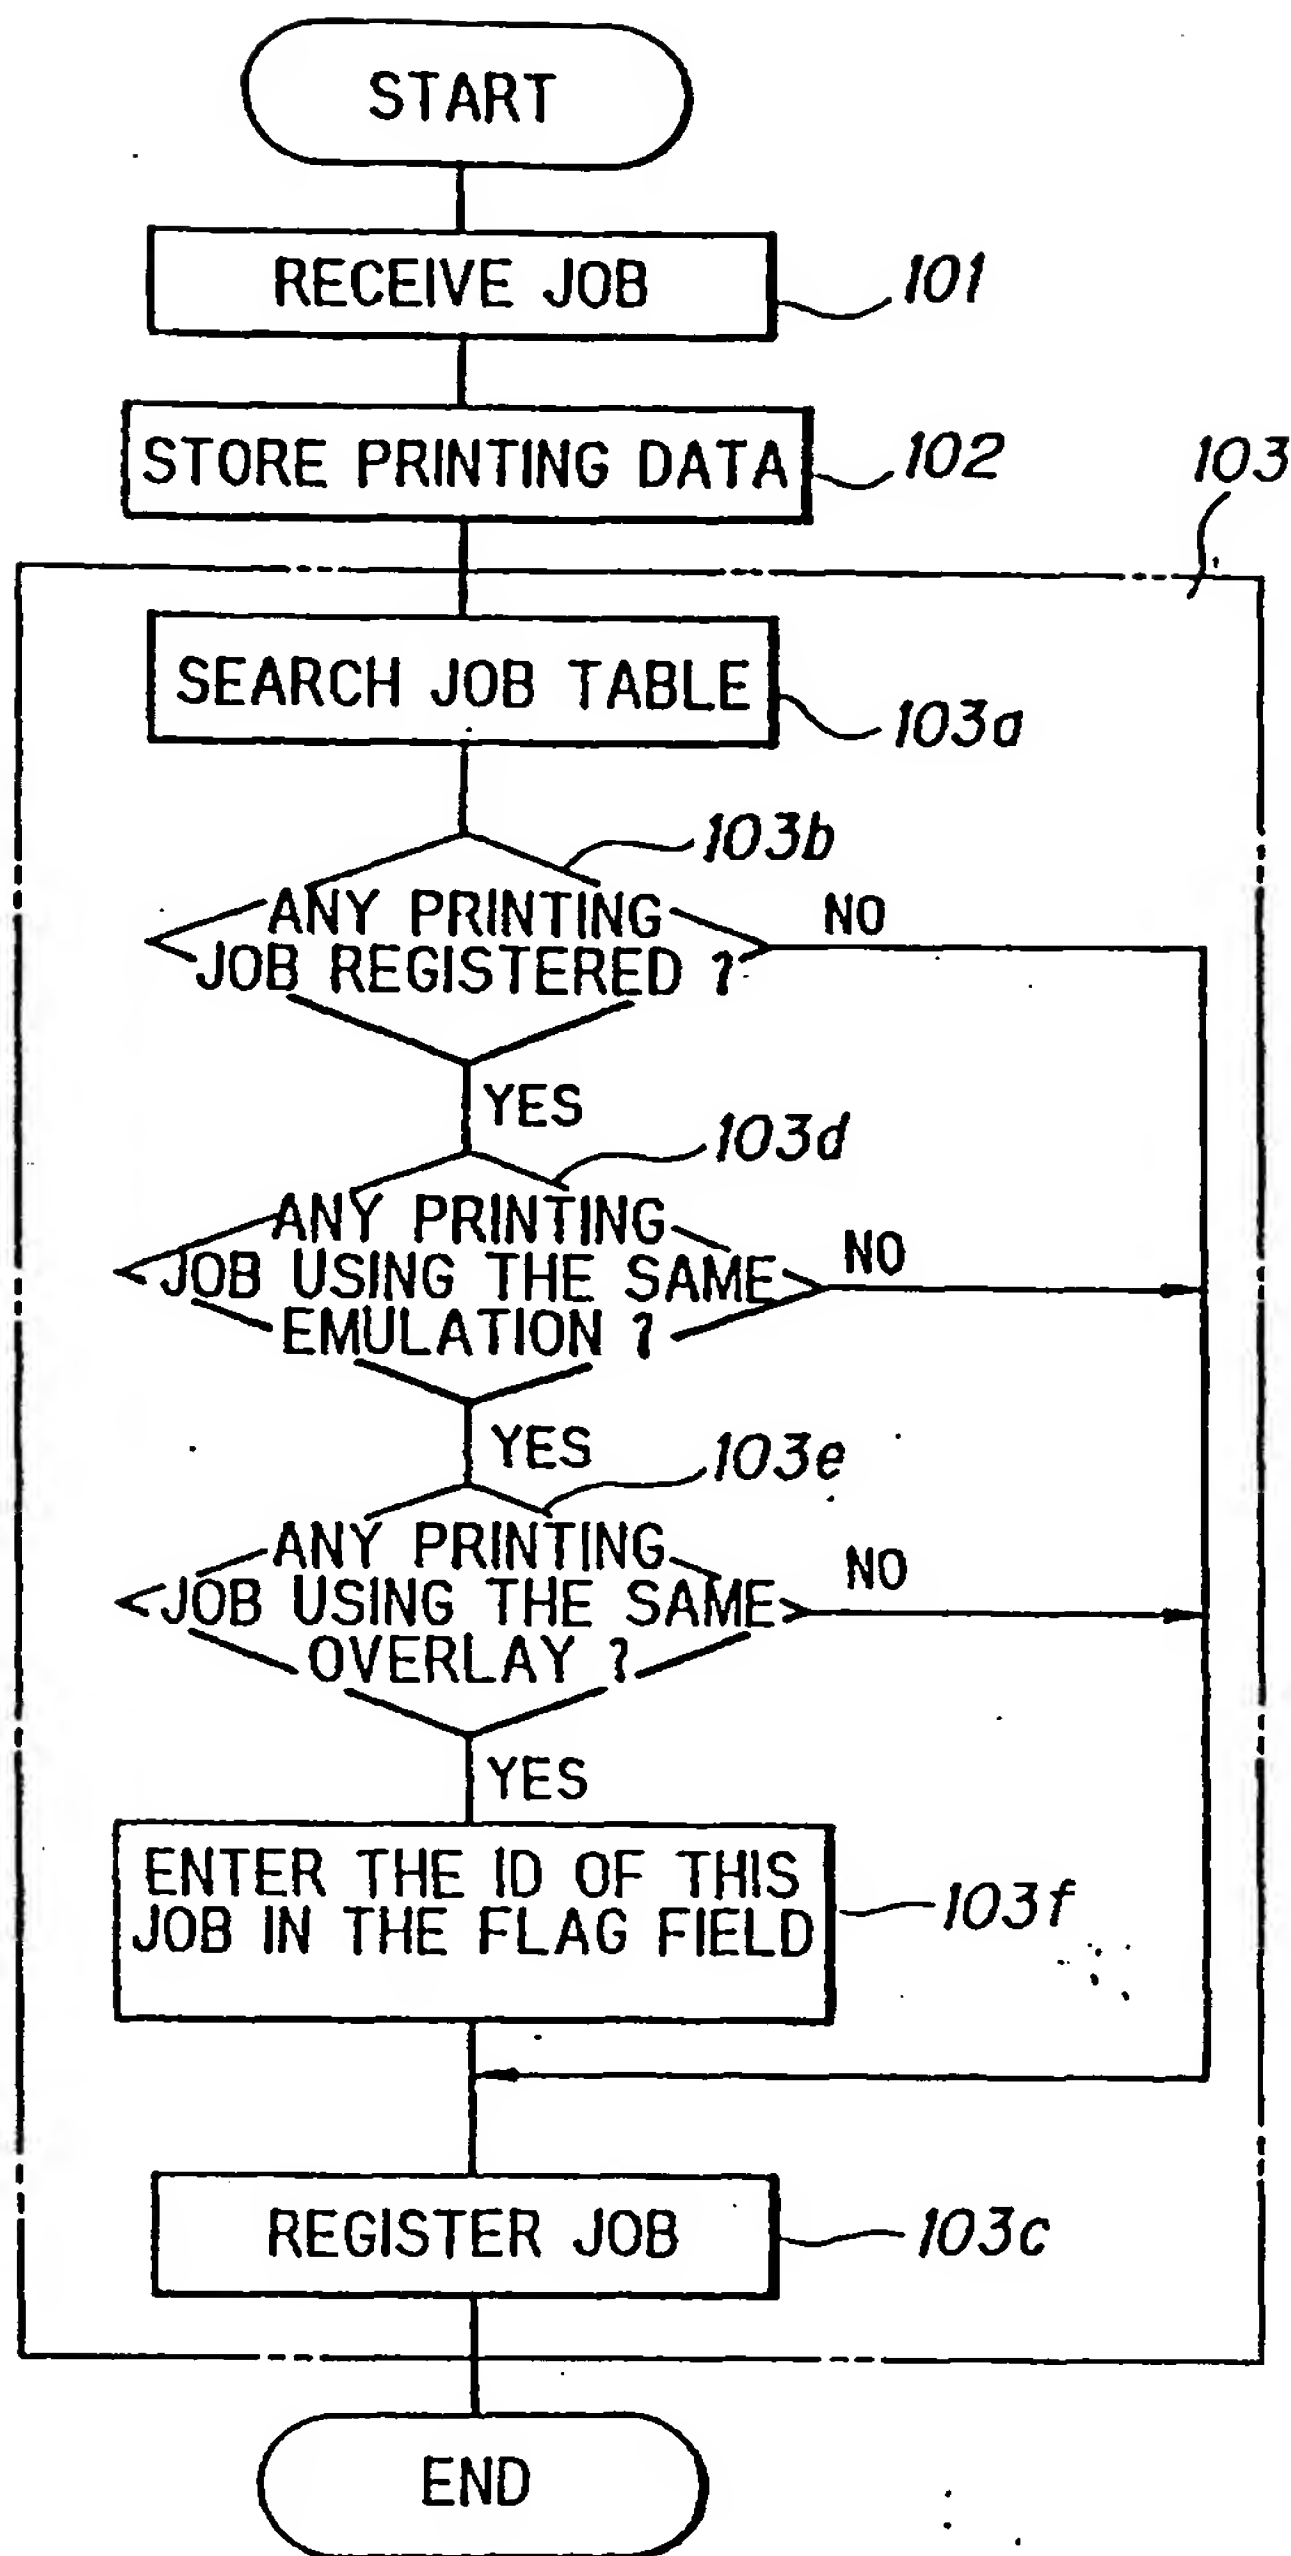 START
RECEIVE JOB
101
STORE PRINTING DATA
102
103
SEARCH JOB TABLE
103a
103b
ANY PRINTING
JOB REGISTERED ?
NO
YES
103d
ANY PRINTING
JOB USING THE SAME
EMULATION ?
NO
YES
103e
ANY PRINTING
JOB USING THE SAME
OVERLAY ?
NO
YES
ENTER THE ID OF THIS
JOB IN THE FLAG FIELD
103f
REGISTER JOB
103c
END